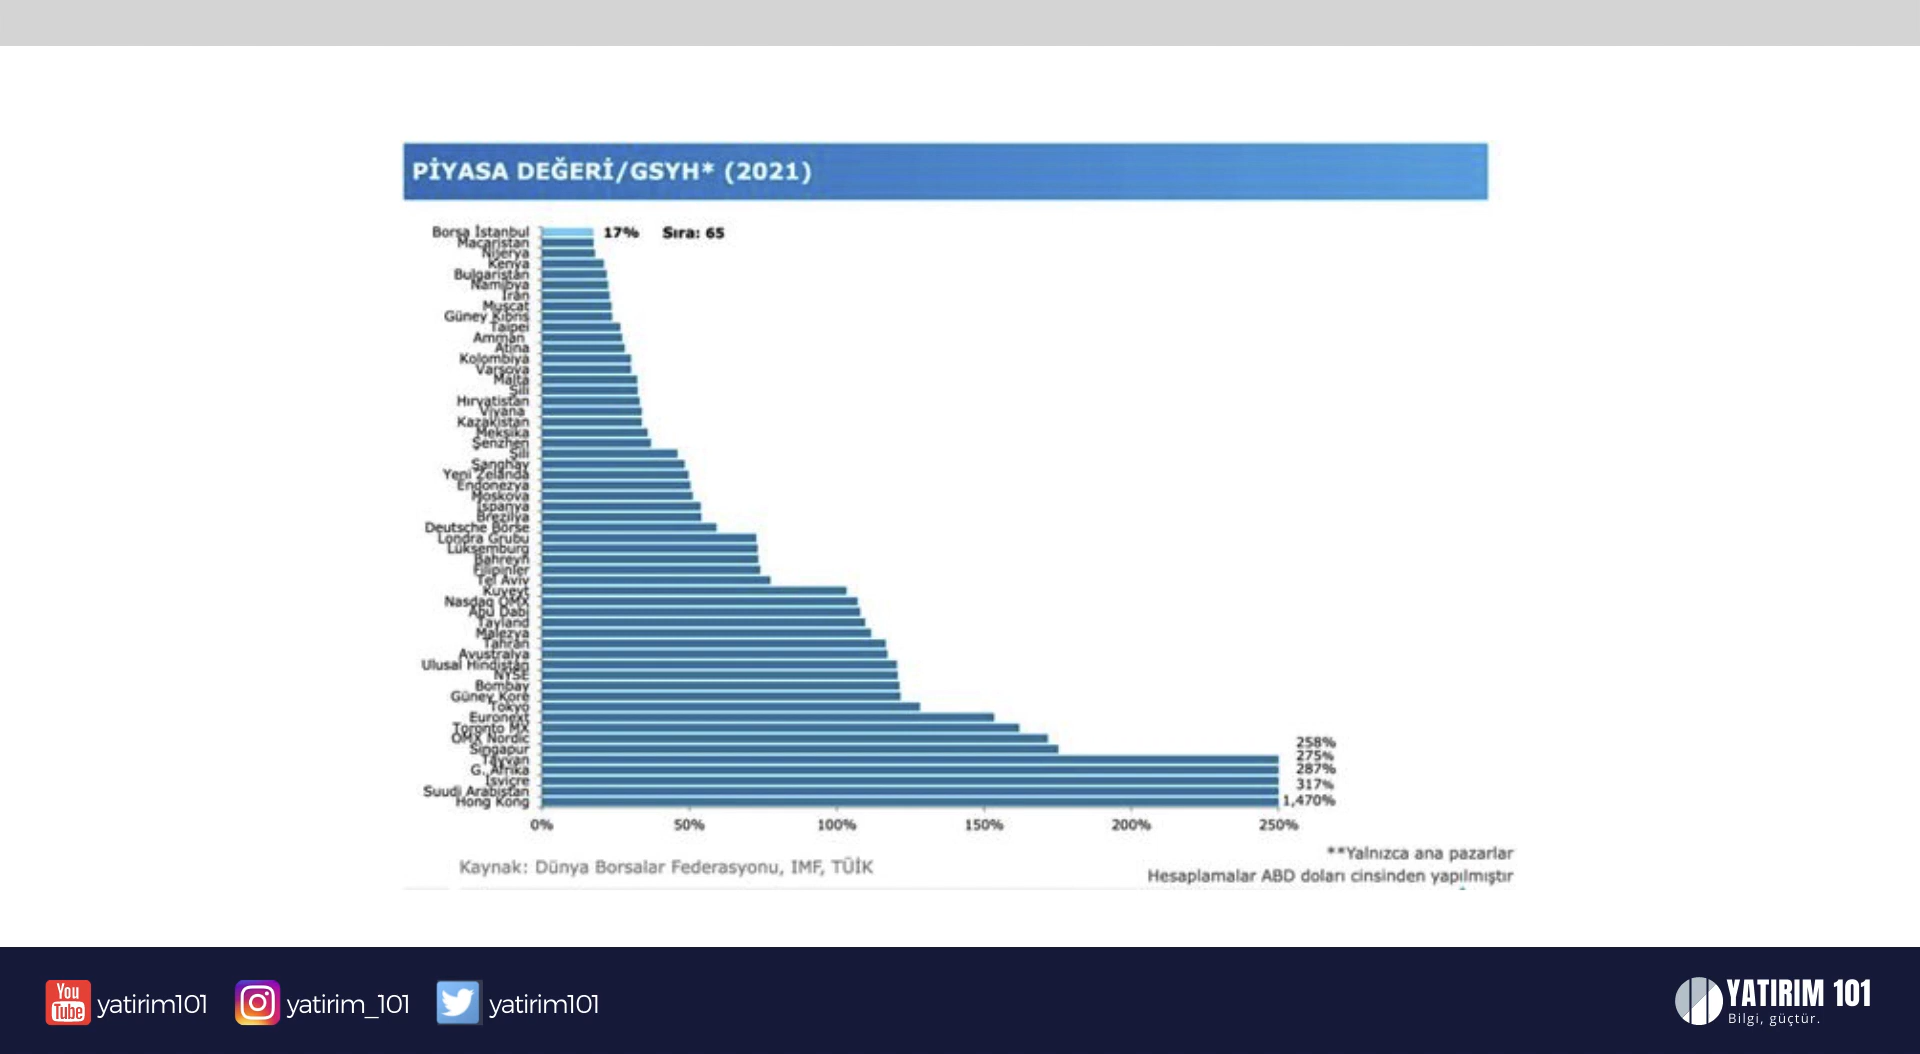 PİYASA DEĞERİ/GSYH* (2021)
Borsa İstanbul 17% Sıra: 65
Macaristan
Nijerya
Kenya
Bulgaristan
Namibya
İran
Muscat
Güney Kıbrıs
Taipei
Amman
Atina
Kolombiya
Varşova
Malta
Şili
Hırvatistan
Viyana
Kazakistan
Meksika
Şenzhen
Şili
Şanghay
Yeni Zelanda
Endonezya
Moskova
İspanya
Brezilya
Deutsche Börse
Londra Grubu
Lüksemburg
Bahreyn
Filipinler
Tel Aviv
Kuveyt
Nasdaq OMX
Abu Dabi
Tayland
Malezya
Tahran
Avustralya
Ulusal Hindistan
NYSE
Bombay
Güney Kore
Tokyo
Euronext
Toronto MX
OMX Nordic
Singapur 258%
Tayvan 275%
G. Afrika 287%
İsviçre 317%
Suudi Arabistan
Hong Kong 1,470%
0% 50% 100% 150% 200% 250%
Kaynak: Dünya Borsalar Federasyonu, IMF, TÜİK
**Yalnızca ana pazarlar
Hesaplamalar ABD doları cinsinden yapılmıştır
You Tube yatirim101 yatirim_101 yatirim101
YATIRIM 101
Bilgi, güçtür.